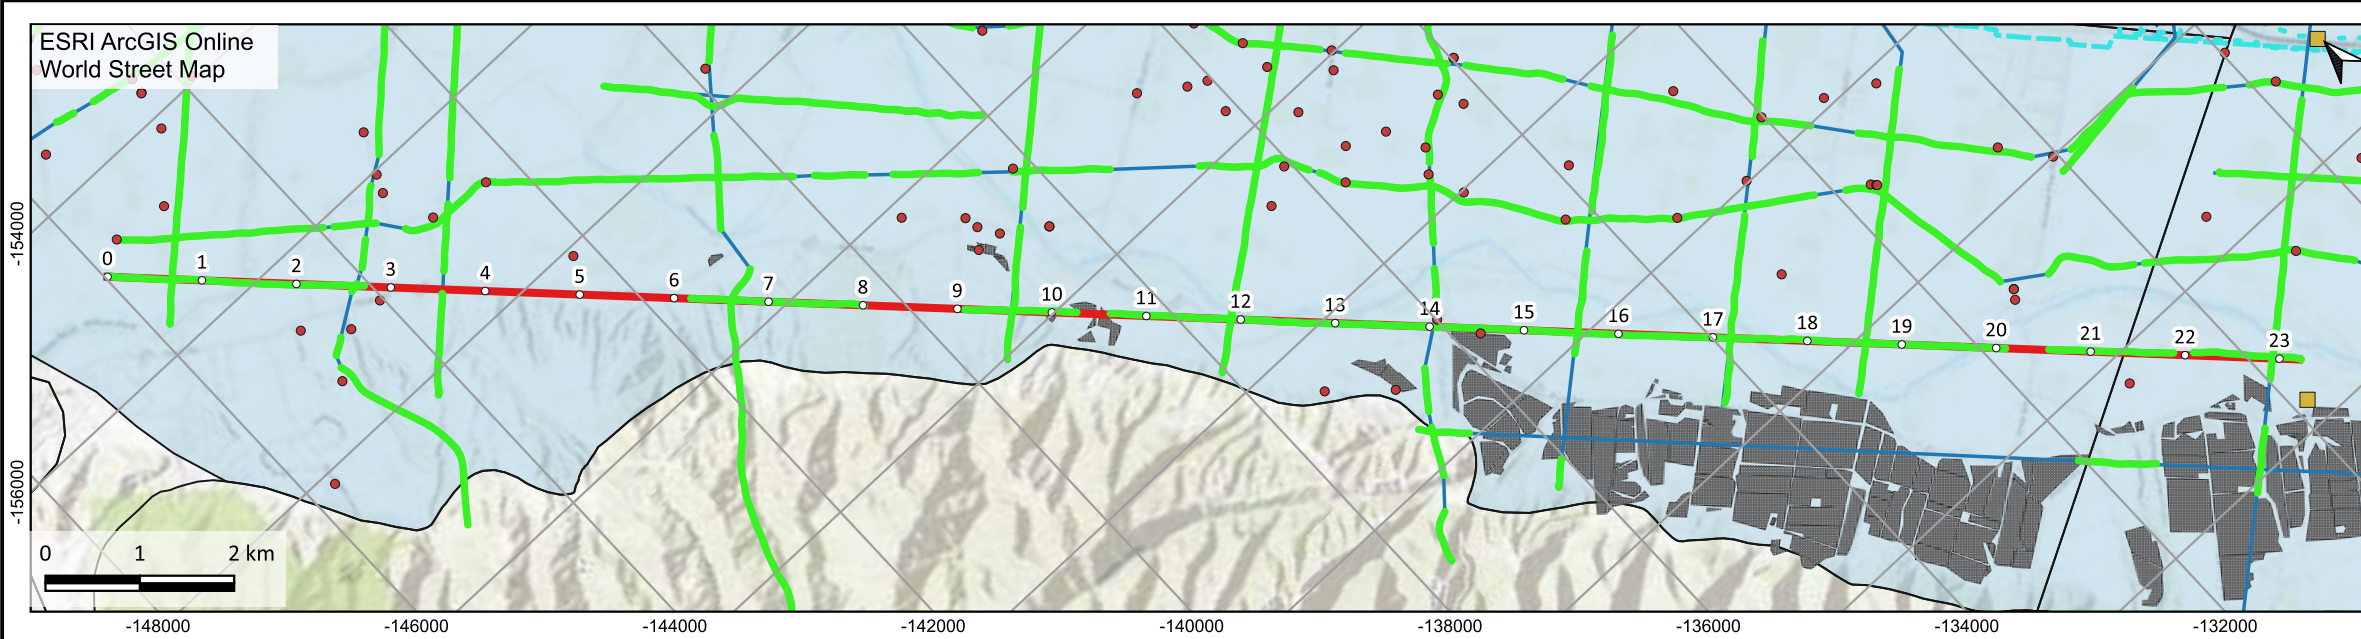 ESRI ArcGIS Online
World Street Map
-154000
-156000
0 1 2 3 4 5 6 7 8 9 10 11 12 13 14 15 16 17 18 19 20 21 22 23
0 1 2 km
-148000 -146000 -144000 -142000 -140000 -138000 -136000 -134000 -132000